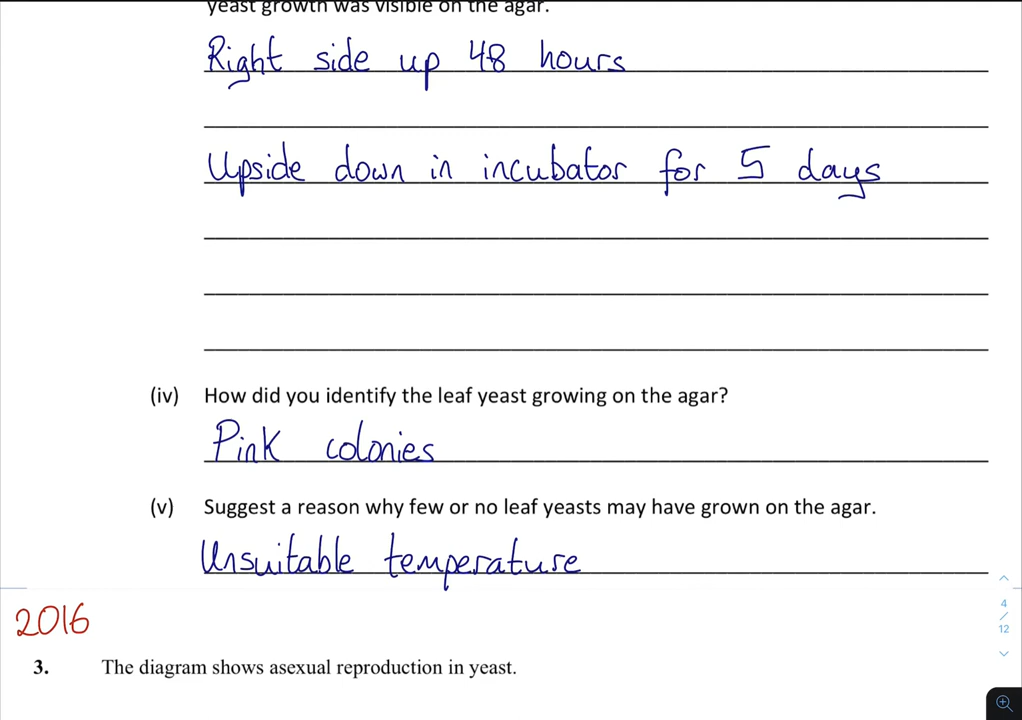 yeast growth was visible on the agar.
Right side up 48 hours
Upside down in incubator for 5 days
(iv) How did you identify the leaf yeast growing on the agar?
Pink colonies
(v) Suggest a reason why few or no leaf yeasts may have grown on the agar.
Unsuitable temperature
4
/
12
2016
3. The diagram shows asexual reproduction in yeast.